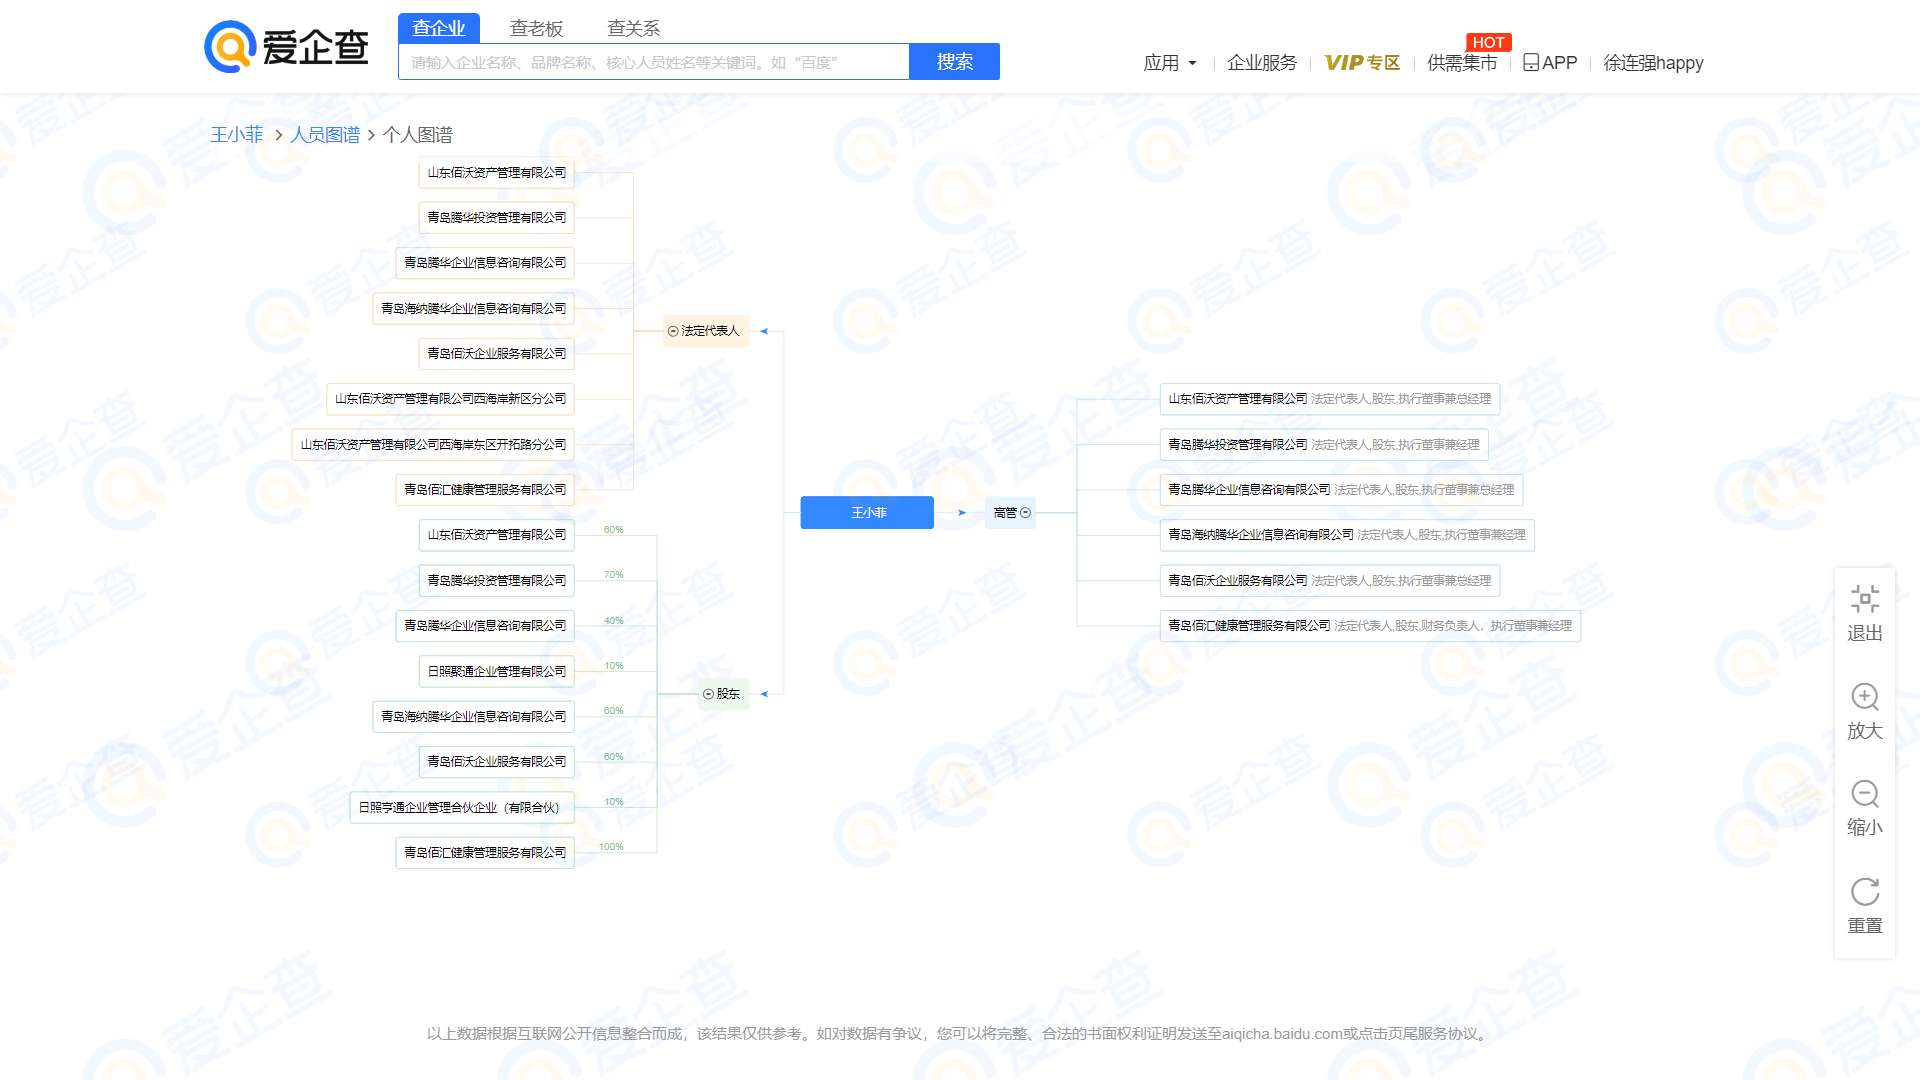 爱企查
查企业 查老板 查关系
请输入企业名称、品牌名称、核心人员姓名等关键词。如“百度”
搜索
应用
企业服务
VIP专区
供需集市
HOT
APP
徐连强happy
王小菲 > 人员图谱 > 个人图谱
山东佰沃资产管理有限公司
青岛腾华投资管理有限公司
青岛腾华企业信息咨询有限公司
青岛海纳腾华企业信息咨询有限公司
青岛佰沃企业服务有限公司
山东佰沃资产管理有限公司西海岸新区分公司
山东佰沃资产管理有限公司西海岸东区开拓路分公司
青岛佰汇健康管理服务有限公司
法定代表人
山东佰沃资产管理有限公司 60%
青岛腾华投资管理有限公司 70%
青岛腾华企业信息咨询有限公司 40%
日照聚通企业管理有限公司 10%
青岛海纳腾华企业信息咨询有限公司 60%
青岛佰沃企业服务有限公司 60%
日照亨通企业管理合伙企业（有限合伙） 10%
青岛佰汇健康管理服务有限公司 100%
股东
王小菲
高管
山东佰沃资产管理有限公司 法定代表人,股东,执行董事兼总经理
青岛腾华投资管理有限公司 法定代表人,股东,执行董事兼经理
青岛腾华企业信息咨询有限公司 法定代表人,股东,执行董事兼总经理
青岛海纳腾华企业信息咨询有限公司 法定代表人,股东,执行董事兼经理
青岛佰沃企业服务有限公司 法定代表人,股东,执行董事兼总经理
青岛佰汇健康管理服务有限公司 法定代表人,股东,财务负责人，执行董事兼经理
退出
放大
缩小
重置
以上数据根据互联网公开信息整合而成，该结果仅供参考。如对数据有争议，您可以将完整、合法的书面权利证明发送至aiqicha.baidu.com或点击页尾服务协议。